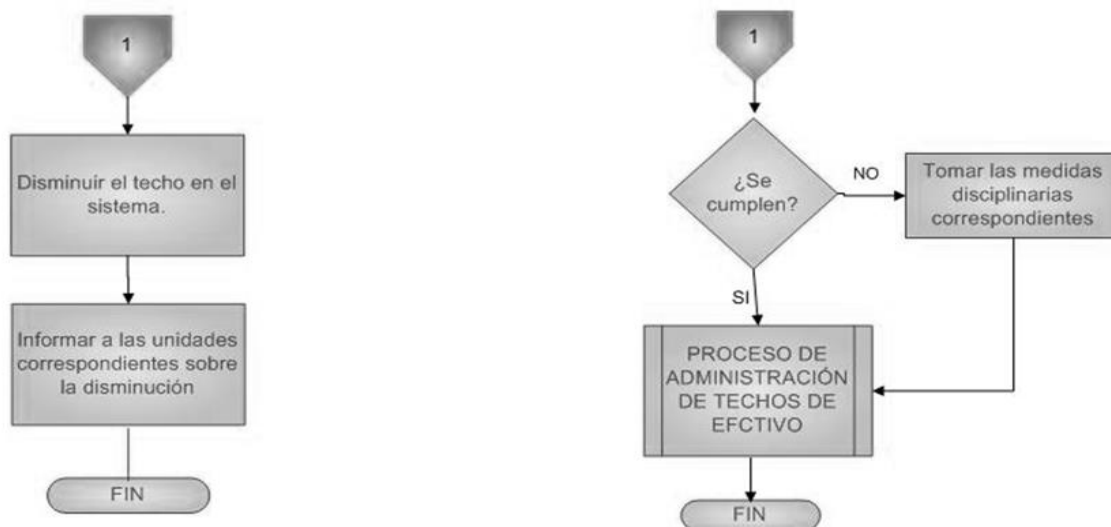 1
Disminuir el techo en el
sistema.
Informar a las unidades
correspondientes sobre
la disminución
FIN
1
¿Se
cumplen?
NO
Tomar las medidas
disciplinarias
correspondientes
SI
PROCESO DE
ADMINISTRACIÓN
DE TECHOS DE
EFCTIVO
FIN